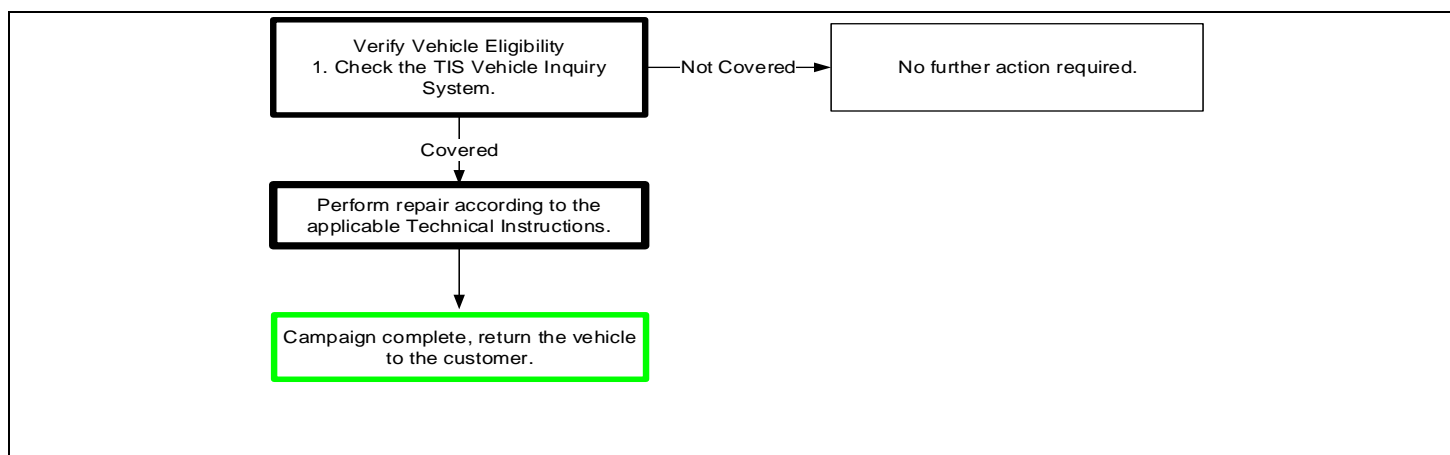 Verify Vehicle Eligibility
1. Check the TIS Vehicle Inquiry
System.
Not Covered
No further action required.
Covered
Perform repair according to the
applicable Technical Instructions.
Campaign complete, return the vehicle
to the customer.